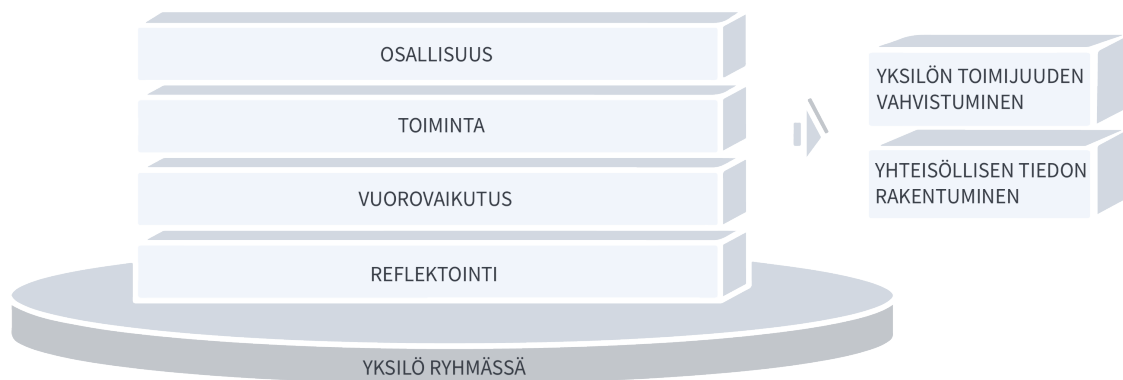 OSALLISUUS
TOIMINTA
VUOROVAIKUTUS
REFLEKTOINTI
YKSILÖ RYHMÄSSÄ
YKSILÖN TOIMIJUUDEN
VAHVISTUMINEN
YHTEISÖLLISEN TIEDON
RAKENTUMINEN